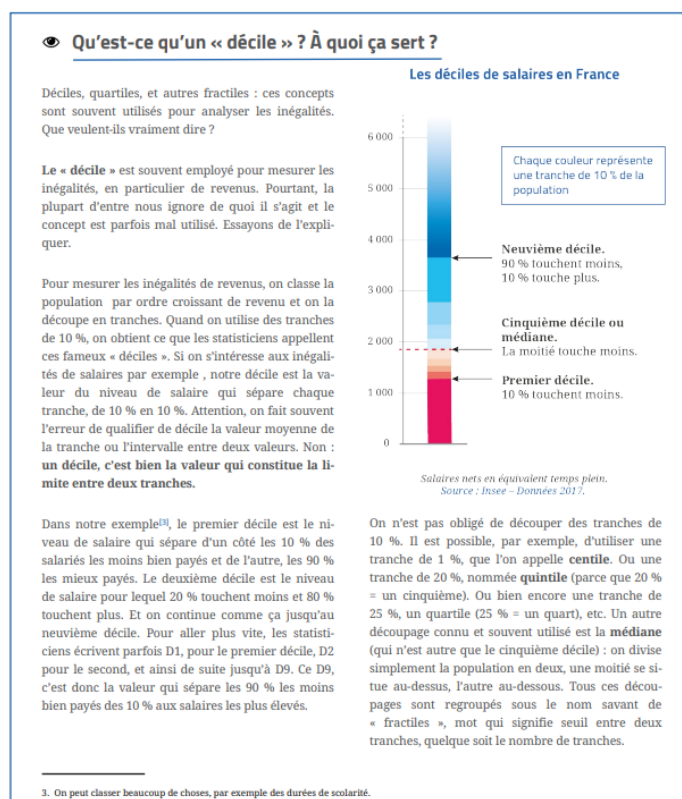 Qu'est-ce qu'un « décile » ? À quoi ça sert ?
Déciles, quartiles, et autres fractiles : ces concepts
sont souvent utilisés pour analyser les inégalités.
Que veulent-ils vraiment dire ?
Le « décile » est souvent employé pour mesurer les
inégalités, en particulier de revenus. Pourtant, la
plupart d'entre nous ignore de quoi il s'agit et le
concept est parfois mal utilisé. Essayons de l'expli-
quer.
Pour mesurer les inégalités de revenus, on classe la
population par ordre croissant de revenu et on la
découpe en tranches. Quand on utilise des tranches
de 10 %, on obtient ce que les statisticiens appellent
ces fameux « déciles ». Si on s'intéresse aux inégali-
tés de salaires par exemple , notre décile est la va-
leur du niveau de salaire qui sépare chaque
tranche, de 10 % en 10 %. Attention, on fait souvent
l'erreur de qualifier de décile la valeur moyenne de
la tranche ou l'intervalle entre deux valeurs. Non :
un décile, c'est bien la valeur qui constitue la li-
mite entre deux tranches.
Dans notre exemple[3], le premier décile est le ni-
veau de salaire qui sépare d'un côté les 10 % des
salariés les moins bien payés et de l'autre, les 90 %
les mieux payés. Le deuxième décile est le niveau
de salaire pour lequel 20 % touchent moins et 80 %
touchent plus. Et on continue comme ça jusqu'au
neuvième décile. Pour aller plus vite, les statisti-
ciens écrivent parfois D1, pour le premier décile, D2
pour le second, et ainsi de suite jusqu'à D9. Ce D9,
c'est donc la valeur qui sépare les 90 % les moins
bien payés des 10 % aux salaires les plus élevés.
Les déciles de salaires en France
6 000
5 000
4 000
3 000
2 000
1 000
0
Chaque couleur représente
une tranche de 10 % de la
population
Neuvième décile.
90 % touchent moins,
10 % touche plus.
Cinquième décile ou
médiane.
La moitié touche moins.
Premier décile.
10 % touchent moins.
Salaires nets en équivalent temps plein.
Source : Insee – Données 2017.
On n'est pas obligé de découper des tranches de
10 %. Il est possible, par exemple, d'utiliser une
tranche de 1 %, que l'on appelle centile. Ou une
tranche de 20 %, nommée quintile (parce que 20 %
= un cinquième). Ou bien encore une tranche de
25 %, un quartile (25 % = un quart), etc. Un autre
découpage connu et souvent utilisé est la médiane
(qui n'est autre que le cinquième décile) : on divise
simplement la population en deux, une moitié se si-
tue au-dessus, l'autre au-dessous. Tous ces décou-
pages sont regroupés sous le nom savant de
« fractiles », mot qui signifie seuil entre deux
tranches, quelque soit le nombre de tranches.
3. On peut classer beaucoup de choses, par exemple des durées de scolarité.